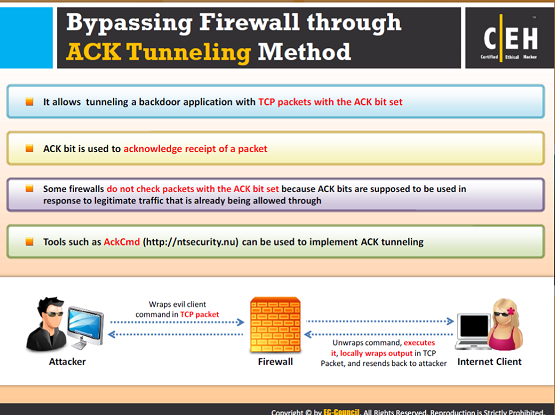 Bypassing Firewall through
ACK Tunneling Method
C|EH
Certified Ethical Hacker
It allows tunneling a backdoor application with TCP packets with the ACK bit set
ACK bit is used to acknowledge receipt of a packet
Some firewalls do not check packets with the ACK bit set because ACK bits are supposed to be used in
response to legitimate traffic that is already being allowed through
Tools such as AckCmd (http://ntsecurity.nu) can be used to implement ACK tunneling
Wraps evil client
command in TCP packet
Unwraps command, executes
it, locally wraps output in TCP
Packet, and resends back to attacker
Attacker
Firewall
Internet Client
Copyright © by EC-Council. All Rights Reserved. Reproduction is Strictly Prohibited.